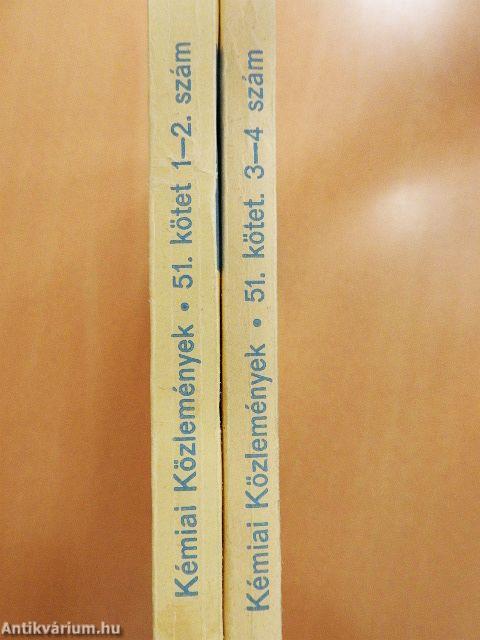 Kémiai Közlemények • 51. kötet 1—2. szám
Kémiai Közlemények • 51. kötet. 3—4 szám
Antikvárium.hu